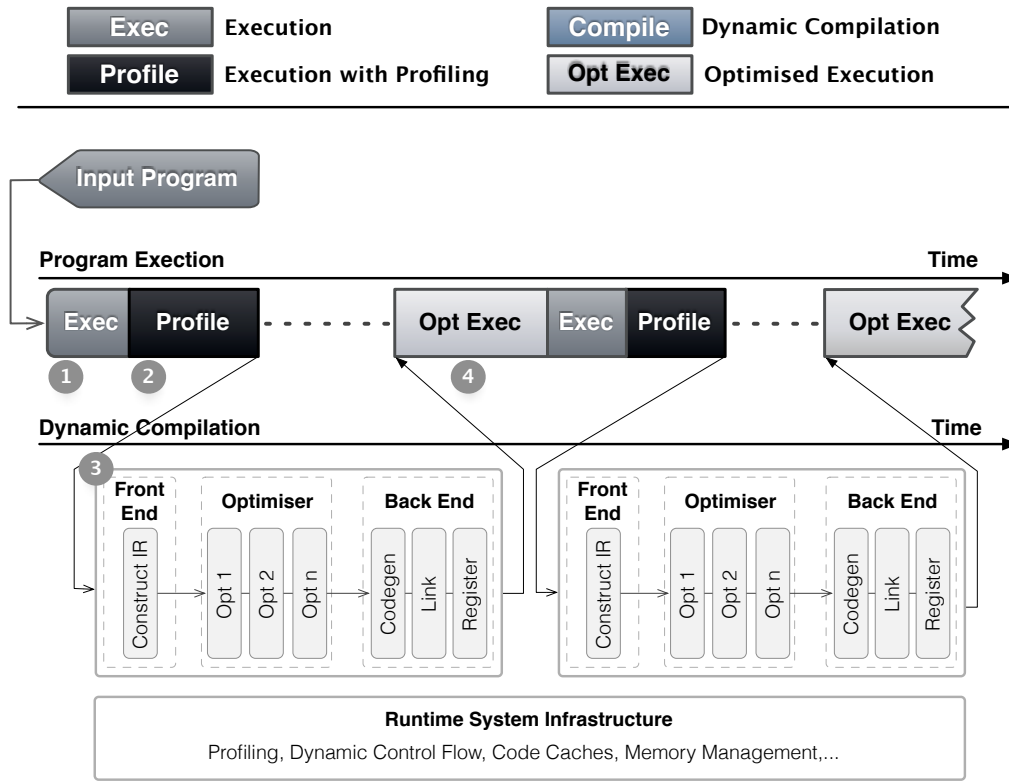 Exec Execution
Compile Dynamic Compilation
Profile Execution with Profiling
Opt Exec Optimised Execution
Input Program
Program Exection Time
Exec Profile Opt Exec Exec Profile Opt Exec
1 2 4
Dynamic Compilation Time
3
Front
End
Optimiser
Back End
Construct IR
Opt 1
Opt 2
Opt n
Codegen
Link
Register
Front
End
Optimiser
Back End
Construct IR
Opt 1
Opt 2
Opt n
Codegen
Link
Register
Runtime System Infrastructure
Profiling, Dynamic Control Flow, Code Caches, Memory Management,...